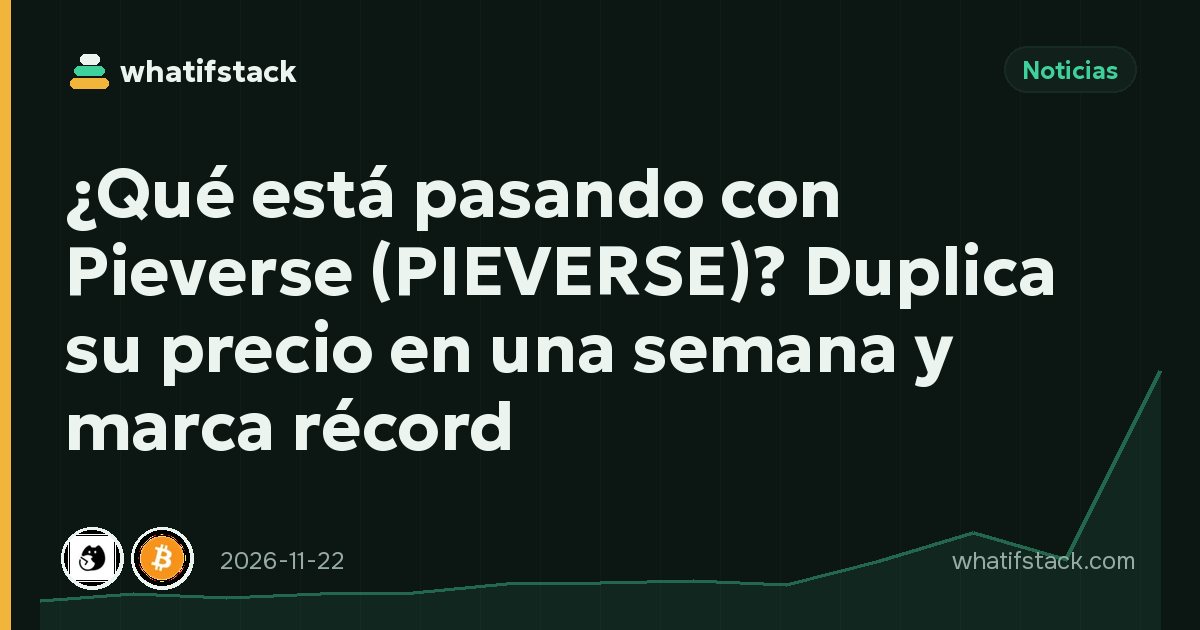 whatifstack
Noticias
¿Qué está pasando con
Pieverse (PIEVERSE)? Duplica
su precio en una semana y
marca récord
2026-11-22
whatifstack.com